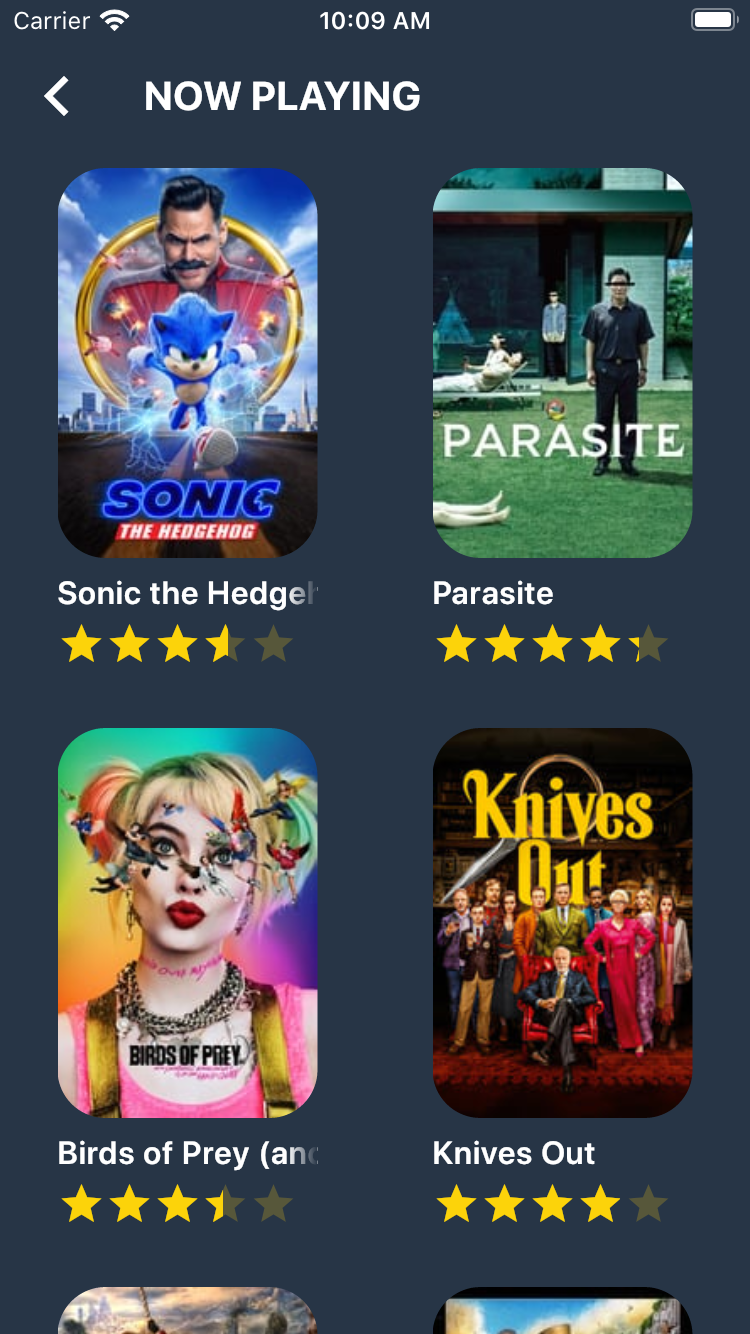 Carrier 10:09 AM
NOW PLAYING
SONIC
THE HEDGEHOG
PARASITE
Sonic the Hedgeh
Parasite
BIRDS OF PREY
Knives
Out
Birds of Prey (and
Knives Out